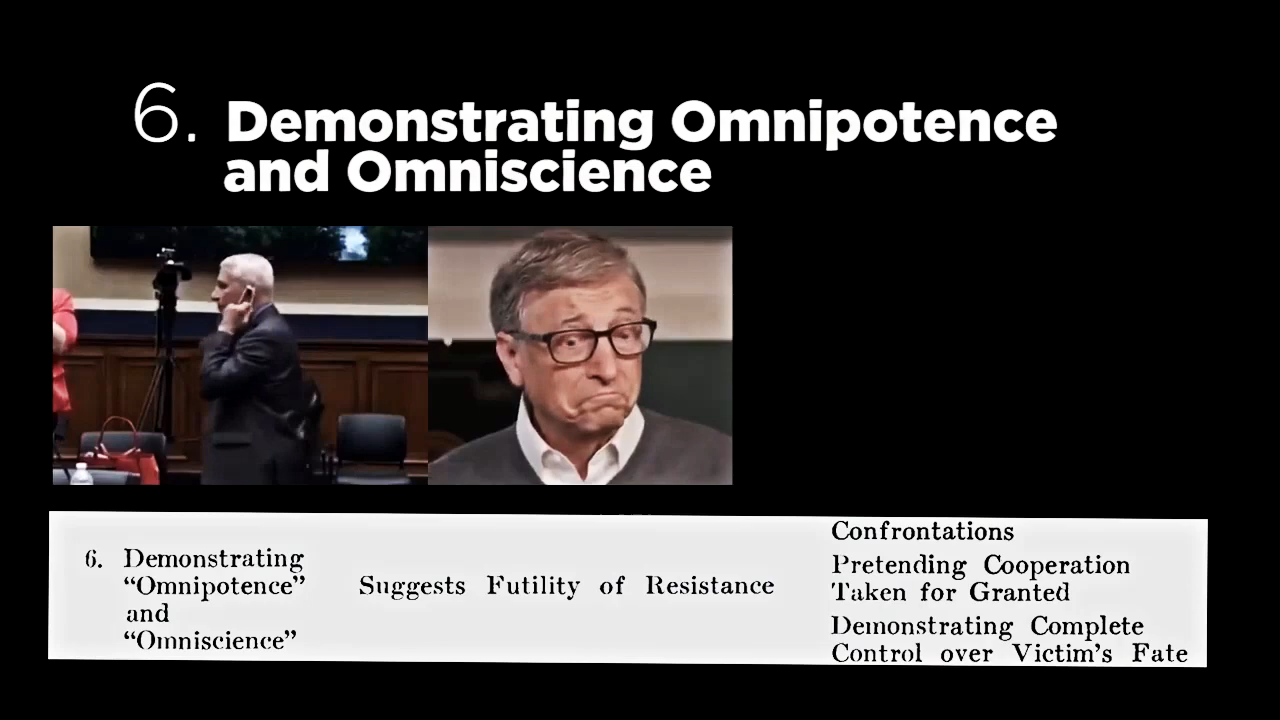 6. Demonstrating Omnipotence
and Omniscience
6. Demonstrating
“Omnipotence”
and
“Omniscience”
Suggests Futility of Resistance
Confrontations
Pretending Cooperation
Taken for Granted
Demonstrating Complete
Control over Victim's Fate